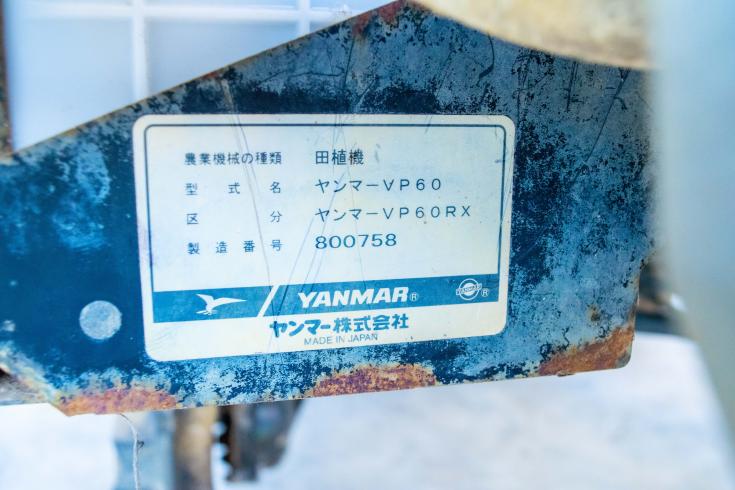 農業機械の種類 田植機
型式名 ヤンマーVP60
区分 ヤンマーVP60RX
製造番号 800758
YANMAR®
®
ヤンマー株式会社
MADE IN JAPAN